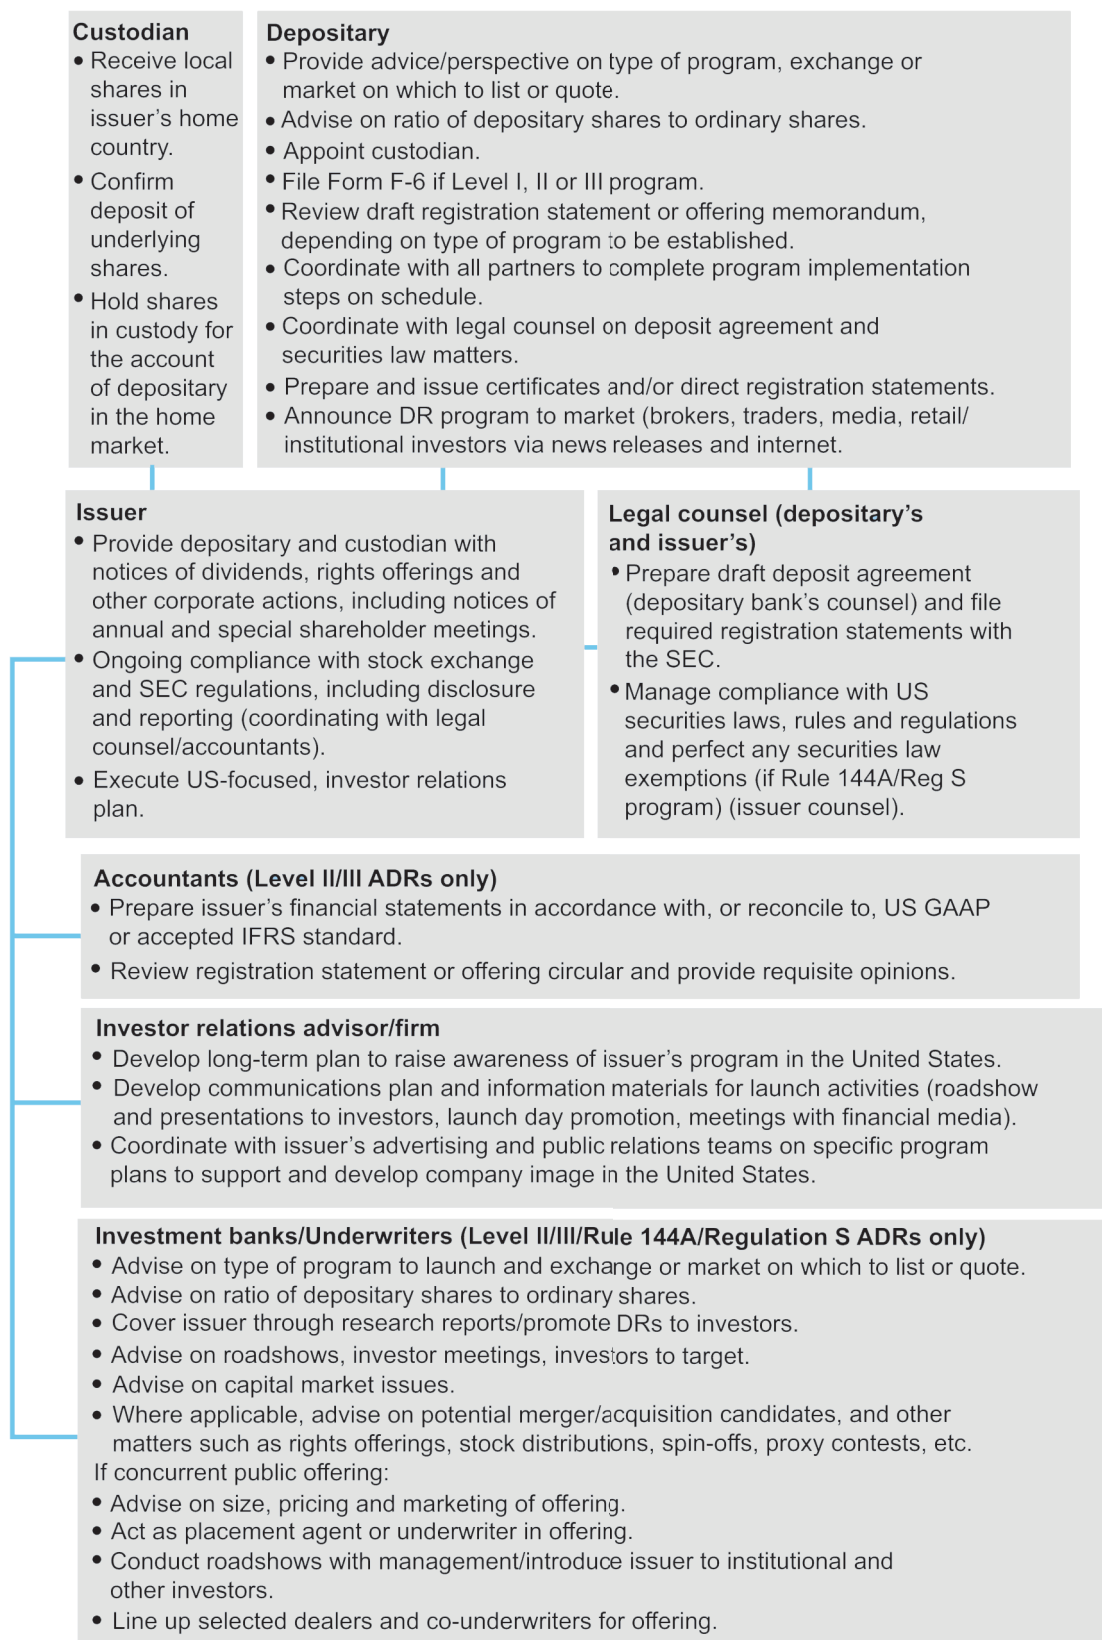 Custodian
• Receive local
shares in
issuer’s home
country.
• Confirm
deposit of
underlying
shares.
• Hold shares
in custody for
the account
of depositary
in the home
market.
Depositary
• Provide advice/perspective on type of program, exchange or
market on which to list or quote.
• Advise on ratio of depositary shares to ordinary shares.
• Appoint custodian.
• File Form F-6 if Level I, II or III program.
• Review draft registration statement or offering memorandum,
depending on type of program to be established.
• Coordinate with all partners to complete program implementation
steps on schedule.
• Coordinate with legal counsel on deposit agreement and
securities law matters.
• Prepare and issue certificates and/or direct registration statements.
• Announce DR program to market (brokers, traders, media, retail/
institutional investors via news releases and internet.
Issuer
• Provide depositary and custodian with
notices of dividends, rights offerings and
other corporate actions, including notices of
annual and special shareholder meetings.
• Ongoing compliance with stock exchange
and SEC regulations, including disclosure
and reporting (coordinating with legal
counsel/accountants).
• Execute US-focused, investor relations
plan.
Legal counsel (depositary’s
and issuer’s)
• Prepare draft deposit agreement
(depositary bank’s counsel) and file
required registration statements with
the SEC.
• Manage compliance with US
securities laws, rules and regulations
and perfect any securities law
exemptions (if Rule 144A/Reg S
program) (issuer counsel).
Accountants (Level II/III ADRs only)
• Prepare issuer’s financial statements in accordance with, or reconcile to, US GAAP
or accepted IFRS standard.
• Review registration statement or offering circular and provide requisite opinions.
Investor relations advisor/firm
• Develop long-term plan to raise awareness of issuer’s program in the United States.
• Develop communications plan and information materials for launch activities (roadshow
and presentations to investors, launch day promotion, meetings with financial media).
• Coordinate with issuer’s advertising and public relations teams on specific program
plans to support and develop company image in the United States.
Investment banks/Underwriters (Level II/III/Rule 144A/Regulation S ADRs only)
• Advise on type of program to launch and exchange or market on which to list or quote.
• Advise on ratio of depositary shares to ordinary shares.
• Cover issuer through research reports/promote DRs to investors.
• Advise on roadshows, investor meetings, investors to target.
• Advise on capital market issues.
• Where applicable, advise on potential merger/acquisition candidates, and other
matters such as rights offerings, stock distributions, spin-offs, proxy contests, etc.
If concurrent public offering:
• Advise on size, pricing and marketing of offering.
• Act as placement agent or underwriter in offering.
• Conduct roadshows with management/introduce issuer to institutional and
other investors.
• Line up selected dealers and co-underwriters for offering.